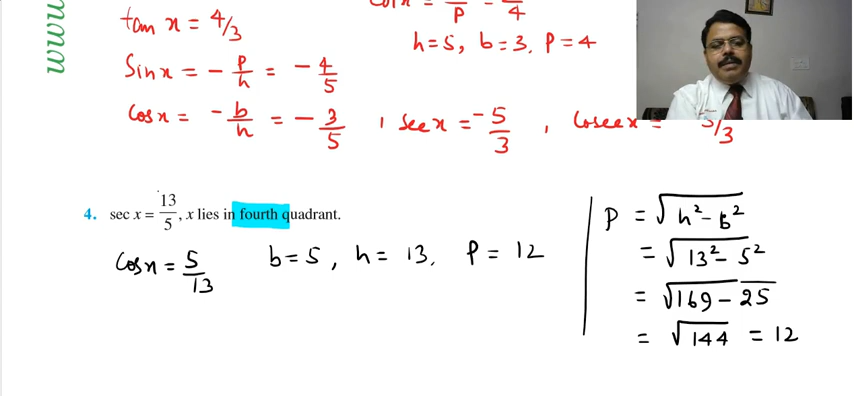 www
tan x = 4/3
h = 5, b = 3, P = 4
Sin x = - P/h = - 4/5
Cos x = - b/h = - 3/5, sec x = - 5/3, Cosec x =
4. sec x = 13/5, x lies in fourth quadrant.
Cos x = 5/13
b = 5, h = 13, P = 12
P = √h² - b²
= √13² - 5²
= √169 - 25
= √144 = 12